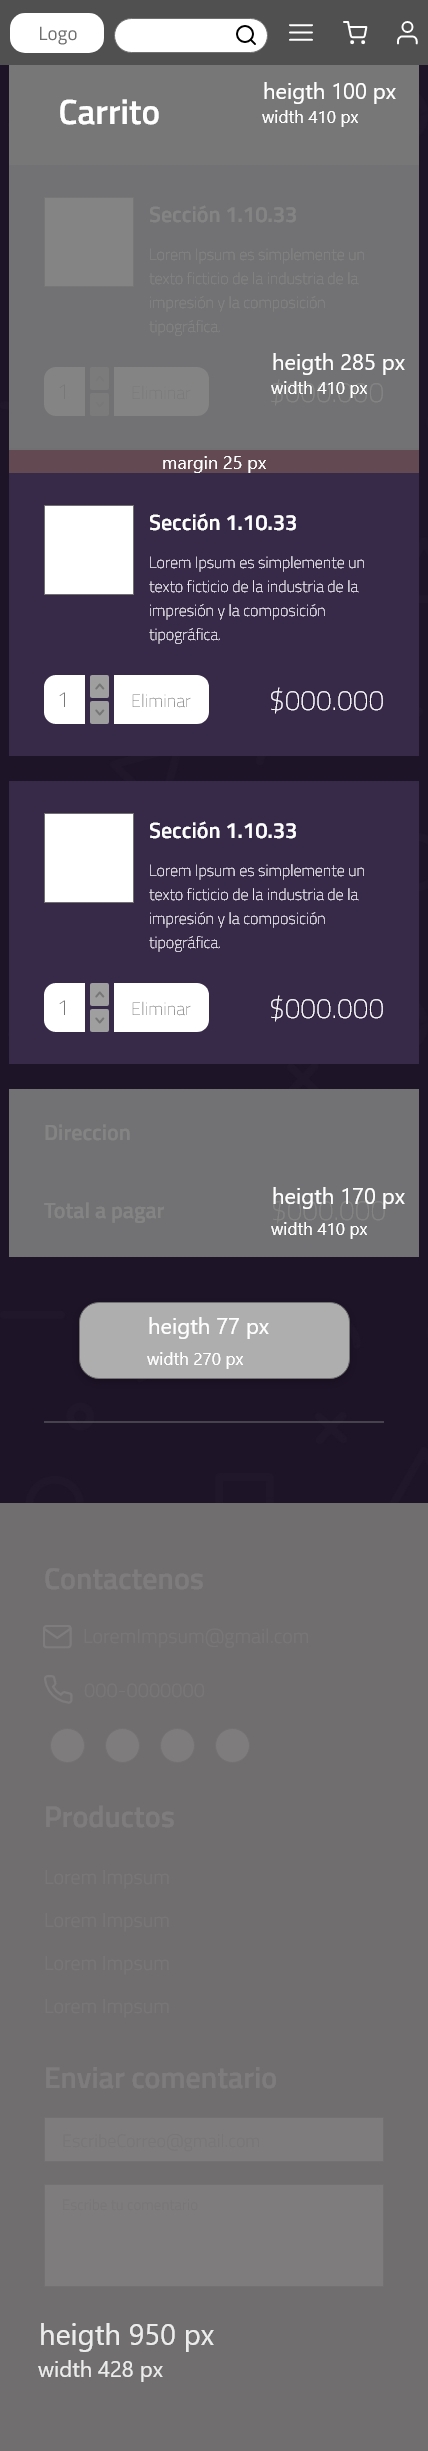 Logo
Carrito
heigth 100 px
width 410 px
Sección 1.10.33
Lorem Ipsum es simplemente un
texto ficticio de la industria de la
impresión y la composición
tipográfica.
heigth 285 px
width 410 px
1
Eliminar
$000.000
margin 25 px
Sección 1.10.33
Lorem Ipsum es simplemente un
texto ficticio de la industria de la
impresión y la composición
tipográfica.
1
Eliminar
$000.000
Sección 1.10.33
Lorem Ipsum es simplemente un
texto ficticio de la industria de la
impresión y la composición
tipográfica.
1
Eliminar
$000.000
Direccion
heigth 170 px
Total a pagar
$000.000
width 410 px
heigth 77 px
width 270 px
Contactenos
LoremImpsum@gmail.com
000-0000000
Productos
Lorem Impsum
Lorem Impsum
Lorem Impsum
Lorem Impsum
Enviar comentario
EscribeCorreo@gmail.com
Escribe tu comentario
heigth 950 px
width 428 px